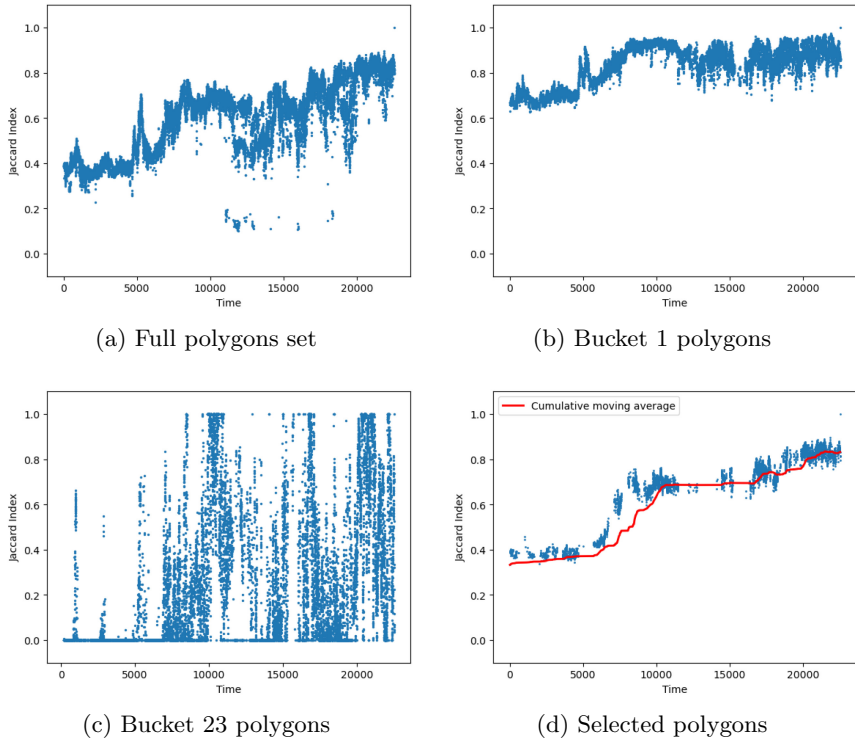 1.0
0.8
0.6
0.4
0.2
0.0
Jaccard Index
0 5000 10000 15000 20000
Time
(a) Full polygons set
1.0
0.8
0.6
0.4
0.2
0.0
Jaccard Index
0 5000 10000 15000 20000
Time
(b) Bucket 1 polygons
1.0
0.8
0.6
0.4
0.2
0.0
Jaccard Index
0 5000 10000 15000 20000
Time
(c) Bucket 23 polygons
Cumulative moving average
1.0
0.8
0.6
0.4
0.2
0.0
Jaccard Index
0 5000 10000 15000 20000
Time
(d) Selected polygons